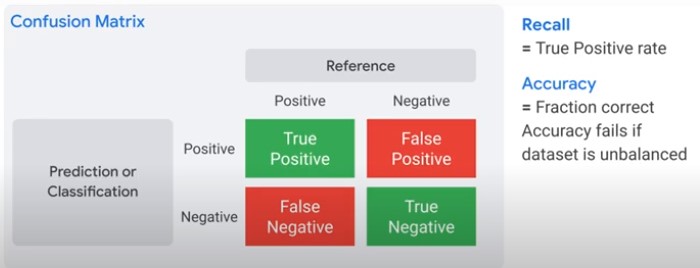 Confusion Matrix
Reference
Positive Negative
Prediction or
Classification
Positive
True
Positive
False
Positive
Negative
False
Negative
True
Negative
Recall
= True Positive rate
Accuracy
= Fraction correct
Accuracy fails if
dataset is unbalanced